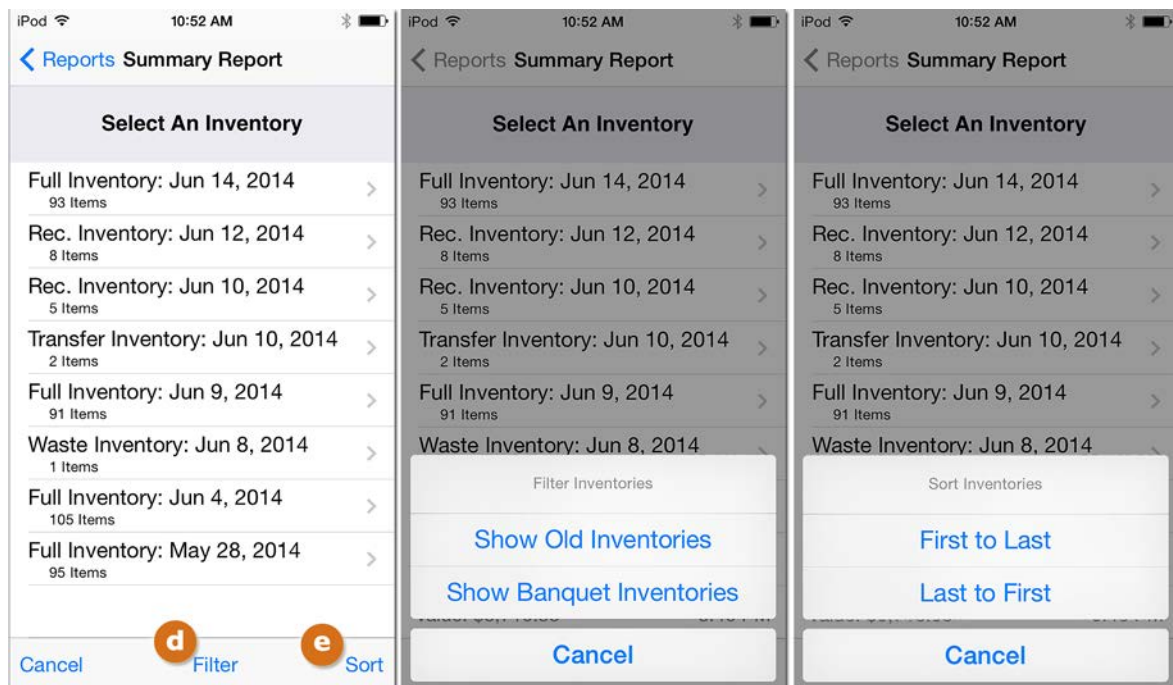 iPod 10:52 AM
Reports Summary Report
Select An Inventory
Full Inventory: Jun 14, 2014
93 Items
Rec. Inventory: Jun 12, 2014
8 Items
Rec. Inventory: Jun 10, 2014
5 Items
Transfer Inventory: Jun 10, 2014
2 Items
Full Inventory: Jun 9, 2014
91 Items
Waste Inventory: Jun 8, 2014
1 Items
Full Inventory: Jun 4, 2014
105 Items
Full Inventory: May 28, 2014
95 Items
d e
Cancel Filter Sort
iPod 10:52 AM
Reports Summary Report
Select An Inventory
Full Inventory: Jun 14, 2014
93 Items
Rec. Inventory: Jun 12, 2014
8 Items
Rec. Inventory: Jun 10, 2014
5 Items
Transfer Inventory: Jun 10, 2014
2 Items
Full Inventory: Jun 9, 2014
91 Items
Waste Inventory: Jun 8, 2014
Filter Inventories
Show Old Inventories
Show Banquet Inventories
Cancel
iPod 10:52 AM
Reports Summary Report
Select An Inventory
Full Inventory: Jun 14, 2014
93 Items
Rec. Inventory: Jun 12, 2014
8 Items
Rec. Inventory: Jun 10, 2014
5 Items
Transfer Inventory: Jun 10, 2014
2 Items
Full Inventory: Jun 9, 2014
91 Items
Waste Inventory: Jun 8, 2014
Sort Inventories
First to Last
Last to First
Cancel